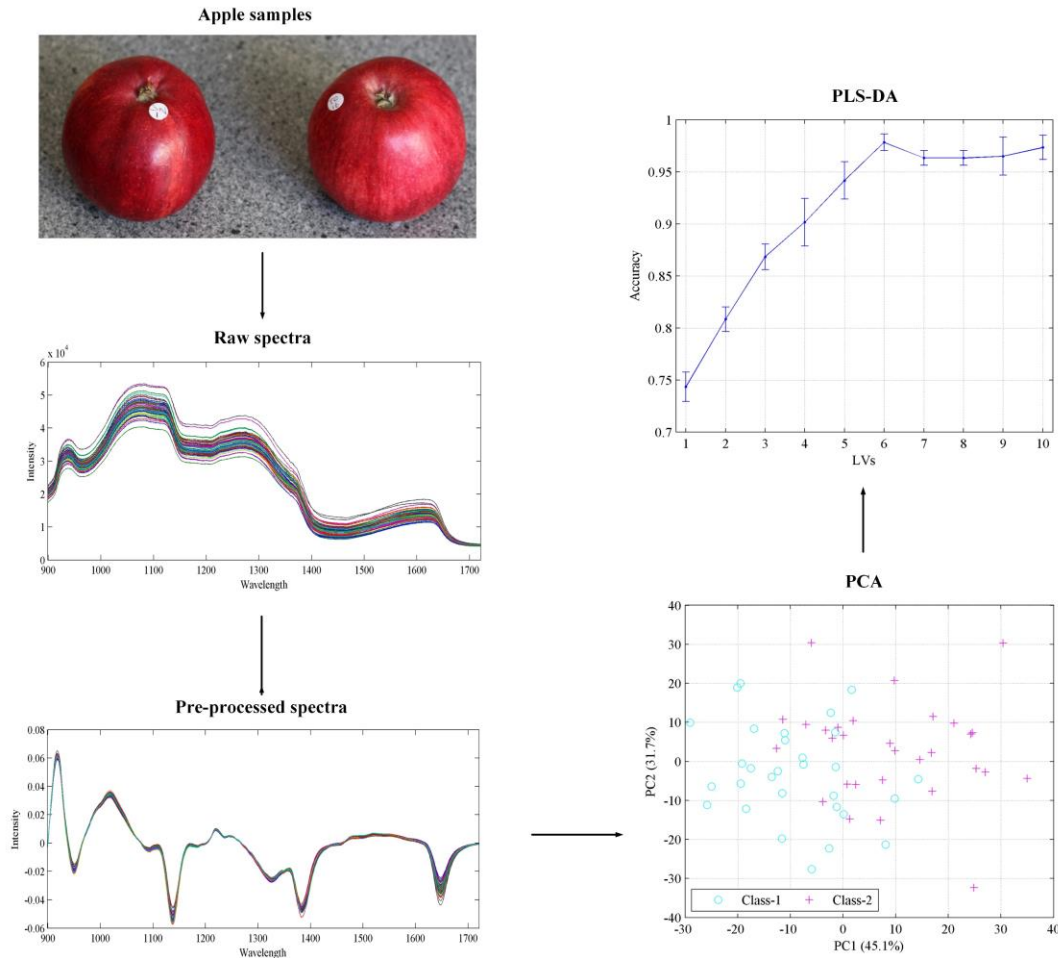 Apple samples
Raw spectra
x 10⁴
6
5
4
3
2
1
0
Intensity
900 1000 1100 1200 1300 1400 1500 1600 1700
Wavelength
Pre-processed spectra
0.08
0.06
0.04
0.02
0
-0.02
-0.04
-0.06
Intensity
900 1000 1100 1200 1300 1400 1500 1600 1700
Wavelength
PCA
40
30
20
10
0
-10
-20
-30
-40
PC2 (31.7%)
Class-1 Class-2
-30 -20 -10 0 10 20 30 40
PC1 (45.1%)
PLS-DA
1
0.95
0.9
0.85
0.8
0.75
0.7
Accuracy
1 2 3 4 5 6 7 8 9 10
LVs